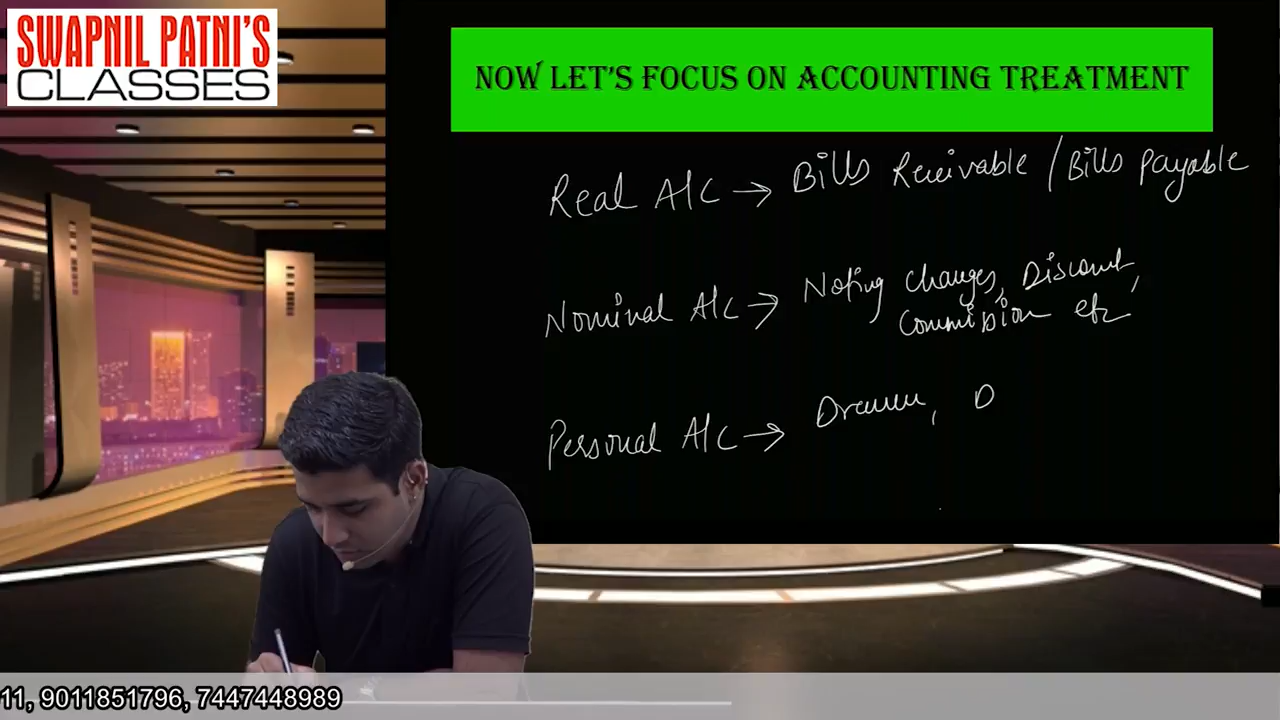 SWAPNIL PATNI'S
CLASSES
NOW LET'S FOCUS ON ACCOUNTING TREATMENT
Real A/C → Bills Receivable / Bills Payable
Nominal A/C → Noting Charges, Discount,
Commission etc
Personal A/C → Drawer, D
11, 9011851796, 7447448989